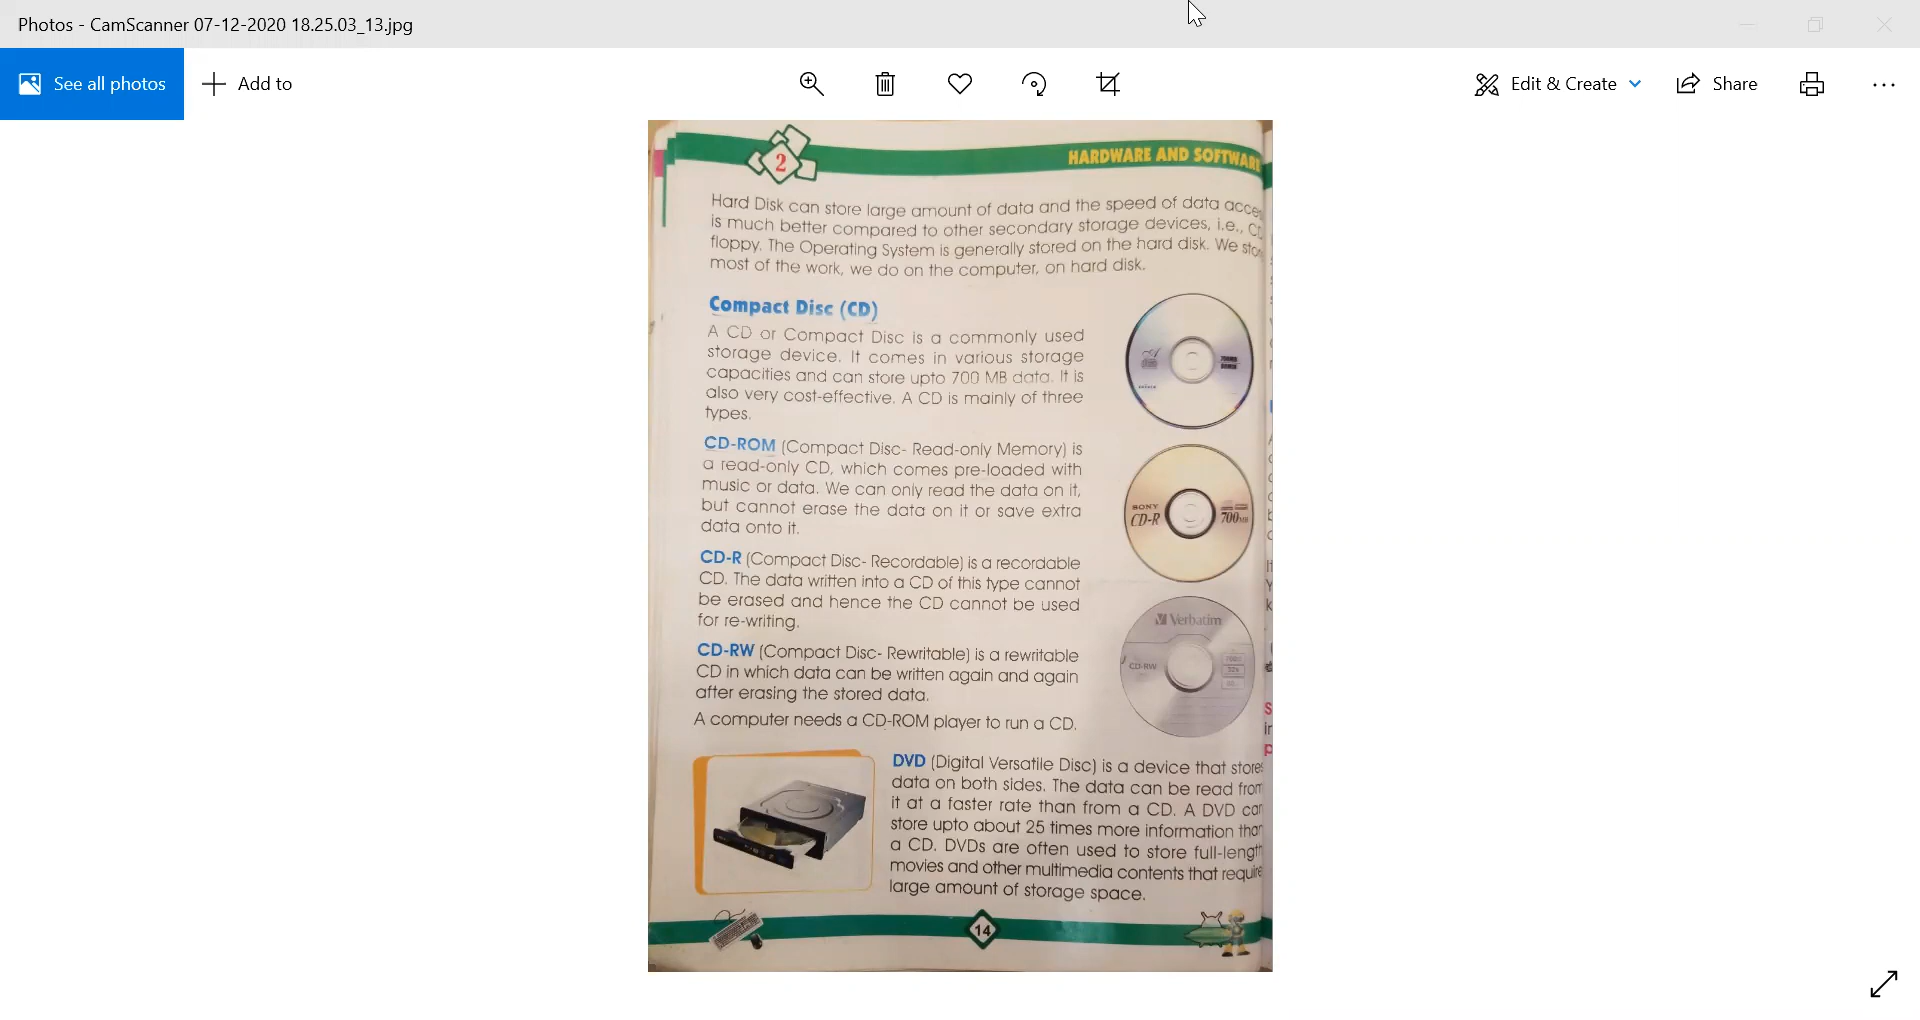 Photos - CamScanner 07-12-2020 18.25.03_13.jpg
See all photos
Add to
Edit & Create
Share
2
HARDWARE AND SOFTWARE
Hard Disk can store large amount of data and the speed of data
is much better compared to other secondary storage devices, i.e.,
floppy. The Operating System is generally stored on the hard disk. We
most of the work, we do on the computer, on hard disk.
Compact Disc (CD)
A CD or Compact Disc is a commonly used
storage device. It comes in various storage
capacities and can store upto 700 MB data. It is
also very cost-effective. A CD is mainly of three
types.
CD-ROM (Compact Disc- Read-only Memory) is
a read-only CD, which comes pre-loaded with
music or data. We can only read the data on it,
but cannot erase the data on it or save extra
data onto it.
SONY
CD-R
700MB
CD-R (Compact Disc- Recordable) is a recordable
CD. The data written into a CD of this type cannot
be erased and hence the CD cannot be used
for re-writing.
Verbatim
CD-RW
CD-RW (Compact Disc- Rewritable) is a rewritable
CD in which data can be written again and again
after erasing the stored data.
A computer needs a CD-ROM player to run a CD.
DVD (Digital Versatile Disc) is a device that stores
data on both sides. The data can be read from
it at a faster rate than from a CD. A DVD can
store upto about 25 times more information than
a CD. DVDs are often used to store full-length
movies and other multimedia contents that require
large amount of storage space.
14